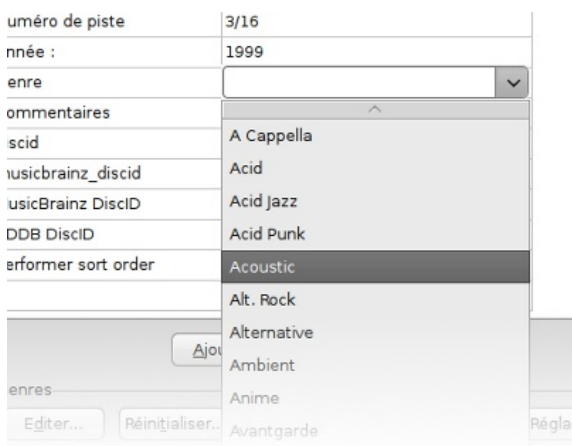 uméro de piste 3/16
nnée : 1999
enre
ommentaires
A Cappella
iscid
Acid
usicbrainz_discid
Acid Jazz
usicBrainz DiscID
DDB DiscID
Acid Punk
erformer sort order
Acoustic
Alt. Rock
Alternative
Ajou
Ambient
enres
Anime
Editer... Réinitialiser... Avantgarde Régla